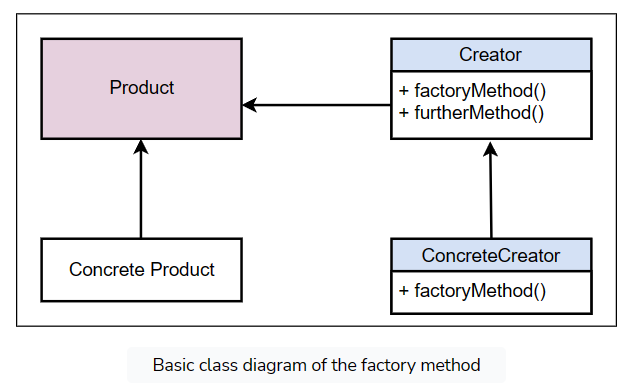 Product
Creator
+ factoryMethod()
+ furtherMethod()
Concrete Product
ConcreteCreator
+ factoryMethod()
Basic class diagram of the factory method